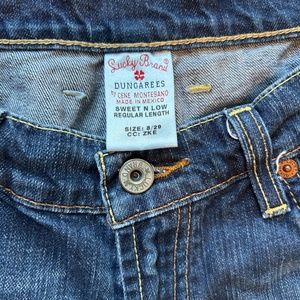 Lucky Brand
DUNGAREES
by GENE MONTESANO
MADE IN MEXICO
SWEET N LOW
REGULAR LENGTH
SIZE: 8/29
CC: ZKE